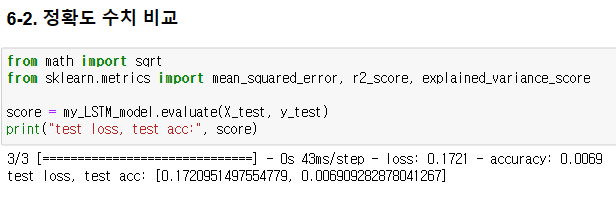 6-2. 정확도 수치 비교
from math import sqrt
from sklearn.metrics import mean_squared_error, r2_score, explained_variance_score
score = my_LSTM_model.evaluate(X_test, y_test)
print("test loss, test acc:", score)
3/3 [==============================] - 0s 43ms/step - loss: 0.1721 - accuracy: 0.0069
test loss, test acc: [0.1720951497554779, 0.006909282878041267]